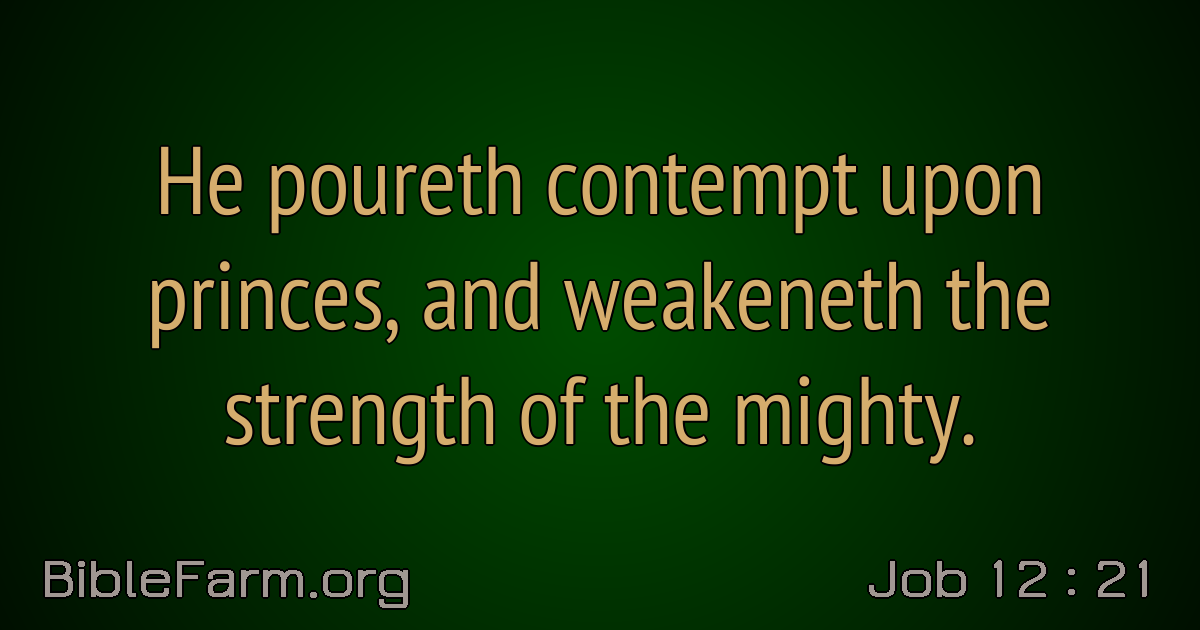 He poureth contempt upon
princes, and weakeneth the
strength of the mighty.
BibleFarm.org
Job 12 : 21